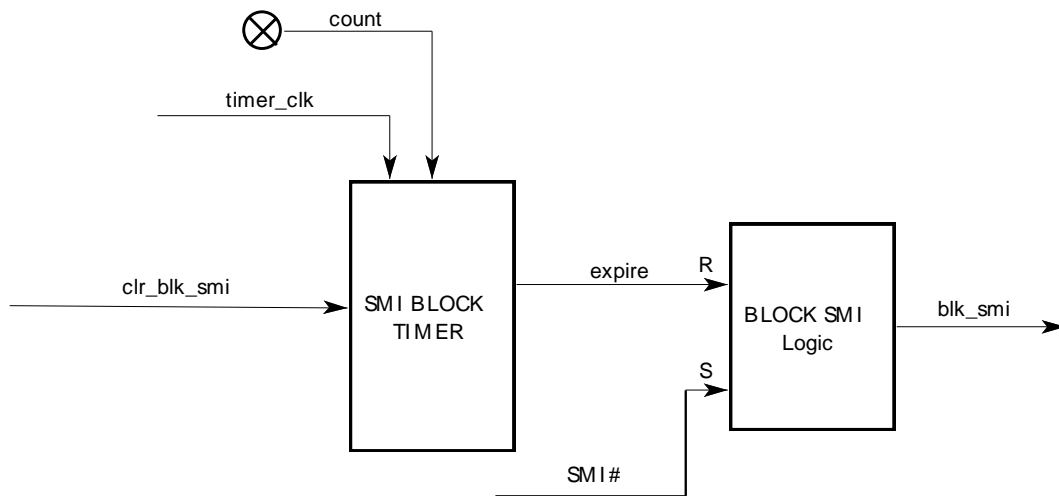 count
timer_clk
clr_blk_smi
SMI BLOCK
TIMER
expire
R
S
SMI#
BLOCK SMI
Logic
blk_smi